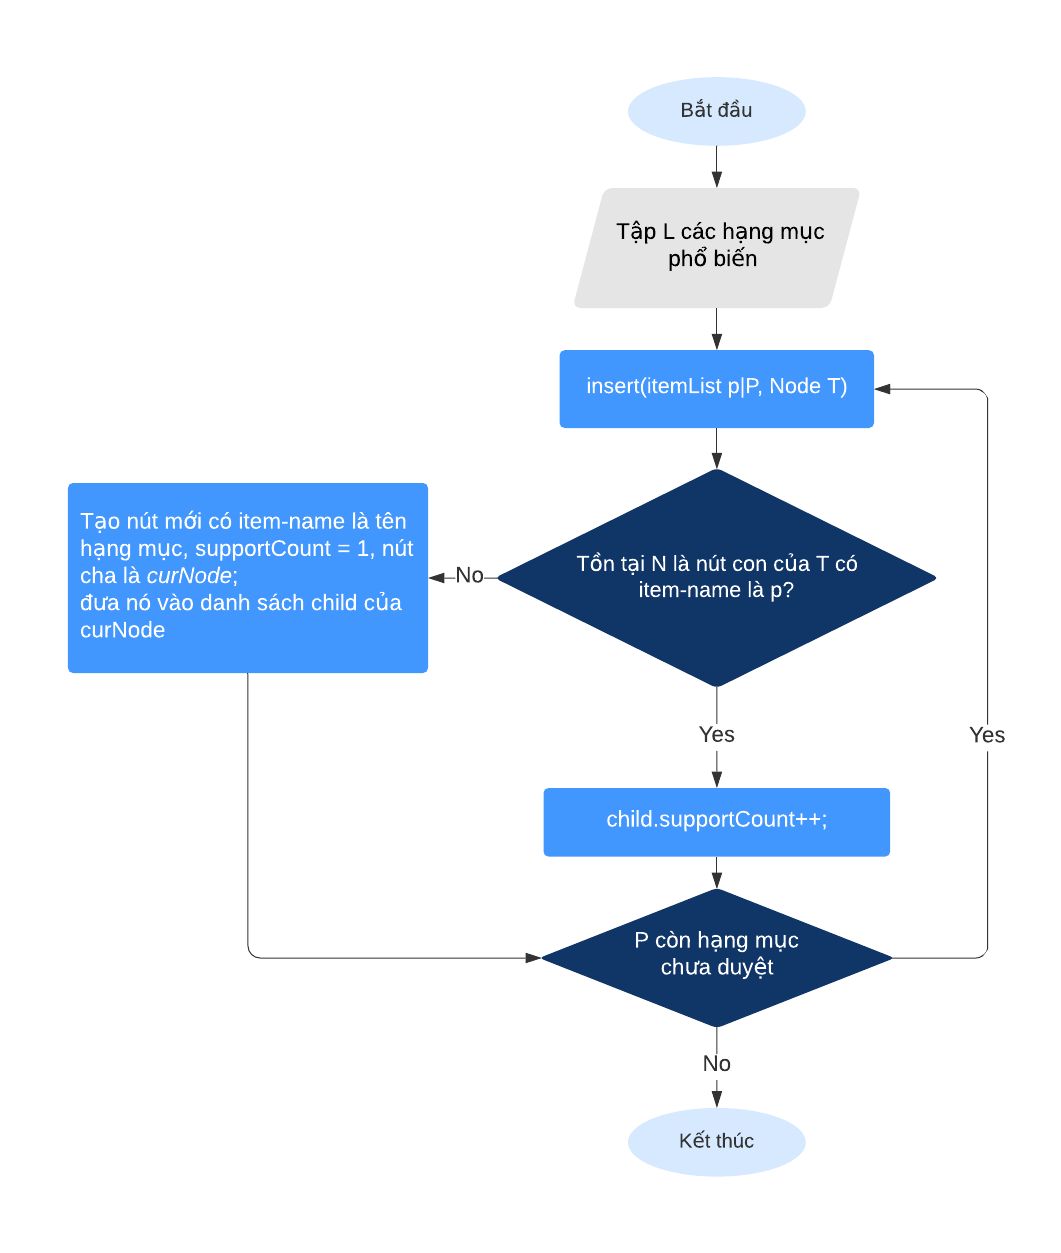 Bắt đầu
Tập L các hạng mục
phổ biến
insert(itemList p|P, Node T)
Tồn tại N là nút con của T có
item-name là p?
No
Tạo nút mới có item-name là tên
hạng mục, supportCount = 1, nút
cha là curNode;
đưa nó vào danh sách child của
curNode
Yes
Yes
child.supportCount++;
P còn hạng mục
chưa duyệt
No
Kết thúc